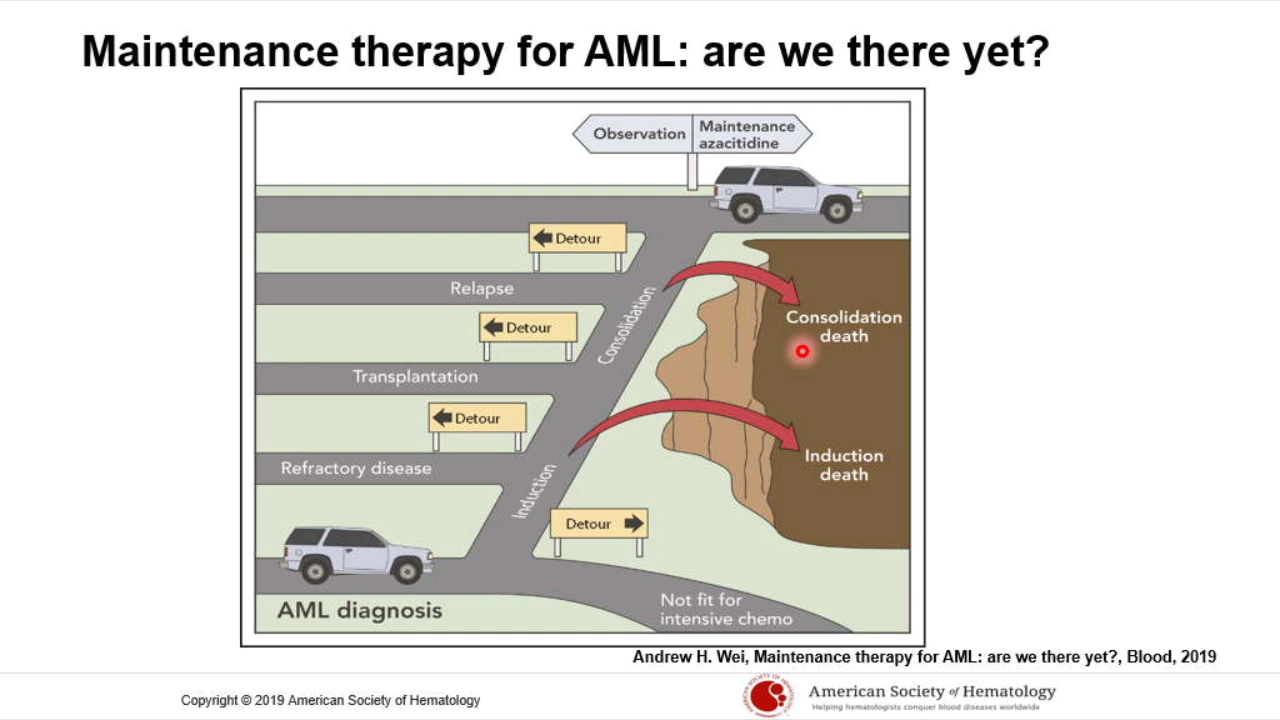 Maintenance therapy for AML: are we there yet?
Observation
Maintenance
azacitidine
Detour
Relapse
Consolidation
Consolidation
death
Detour
Transplantation
Detour
Induction
death
Refractory disease
Induction
Detour
AML diagnosis
Not fit for
intensive chemo
Andrew H. Wei, Maintenance therapy for AML: are we there yet?, Blood, 2019
Copyright © 2019 American Society of Hematology
American Society of Hematology
Helping hematologists conquer blood diseases worldwide